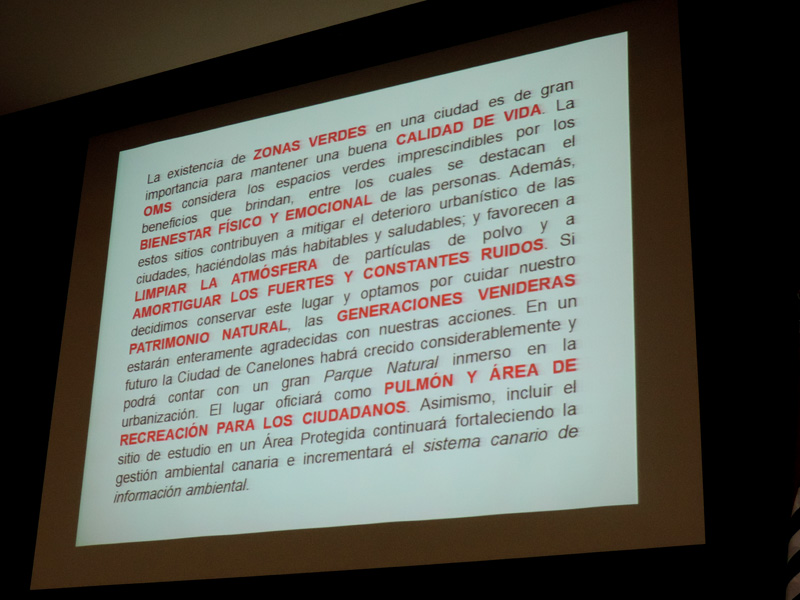 La existencia de ZONAS VERDES en una ciudad es de gran
importancia para mantener una buena CALIDAD DE VIDA. La
OMS considera los espacios verdes imprescindibles por los
beneficios que brindan, entre los cuales se destacan el
BIENESTAR FÍSICO Y EMOCIONAL de las personas. Además,
estos sitios contribuyen a mitigar el deterioro urbanístico de las
ciudades, haciéndolas más habitables y saludables; y favorecen a
LIMPIAR LA ATMÓSFERA de partículas de polvo y a
AMORTIGUAR LOS FUERTES Y CONSTANTES RUIDOS. Si
decidimos conservar este lugar y optamos por cuidar nuestro
PATRIMONIO NATURAL, las GENERACIONES VENIDERAS
estarán enteramente agradecidas con nuestras acciones. En un
futuro la Ciudad de Canelones habrá crecido considerablemente y
podrá contar con un gran Parque Natural inmerso en la
urbanización. El lugar oficiará como PULMÓN Y ÁREA DE
RECREACIÓN PARA LOS CIUDADANOS. Asimismo, incluir el
sitio de estudio en un Área Protegida continuará fortaleciendo la
gestión ambiental canaria e incrementará el sistema canario de
información ambiental.